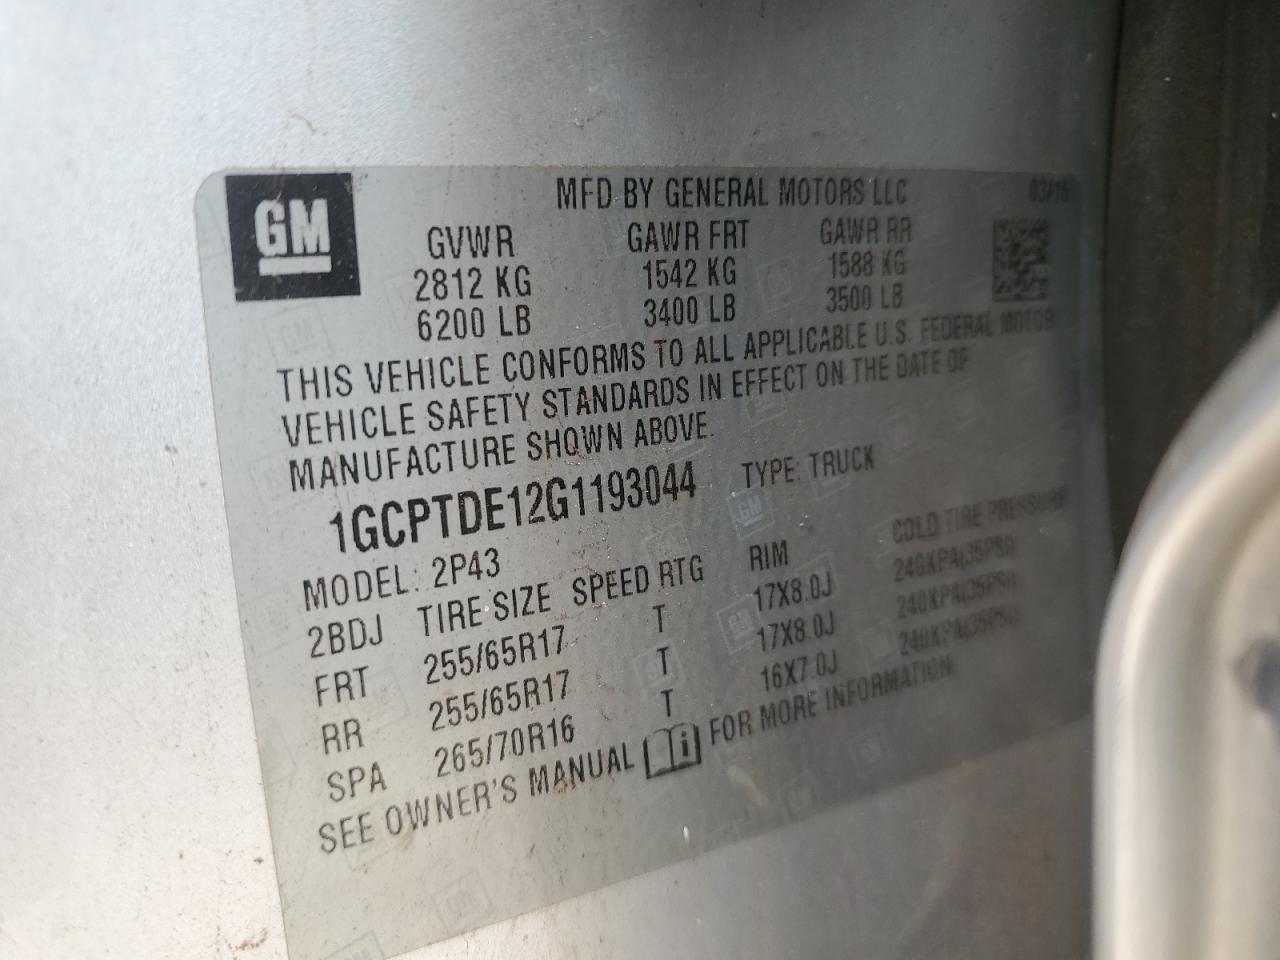 GM
MFD BY GENERAL MOTORS LLC 03/16
GVWR GAWR FRT GAWR RR
2812 KG 1542 KG 1588 KG
6200 LB 3400 LB 3500 LB
THIS VEHICLE CONFORMS TO ALL APPLICABLE U.S. FEDERAL MOTOR
VEHICLE SAFETY STANDARDS IN EFFECT ON THE DATE OF
MANUFACTURE SHOWN ABOVE.
1GCPTDE12G1193044 TYPE: TRUCK
MODEL: 2P43
2BDJ TIRE SIZE SPEED RTG RIM COLD TIRE PRESSURE
FRT 255/65R17 T 17X8.0J 240KPA(35PSI)
RR 255/65R17 T 17X8.0J 240KPA(35PSI)
SPA 265/70R16 T 16X7.0J 240KPA(35PSI)
SEE OWNER'S MANUAL i FOR MORE INFORMATION.